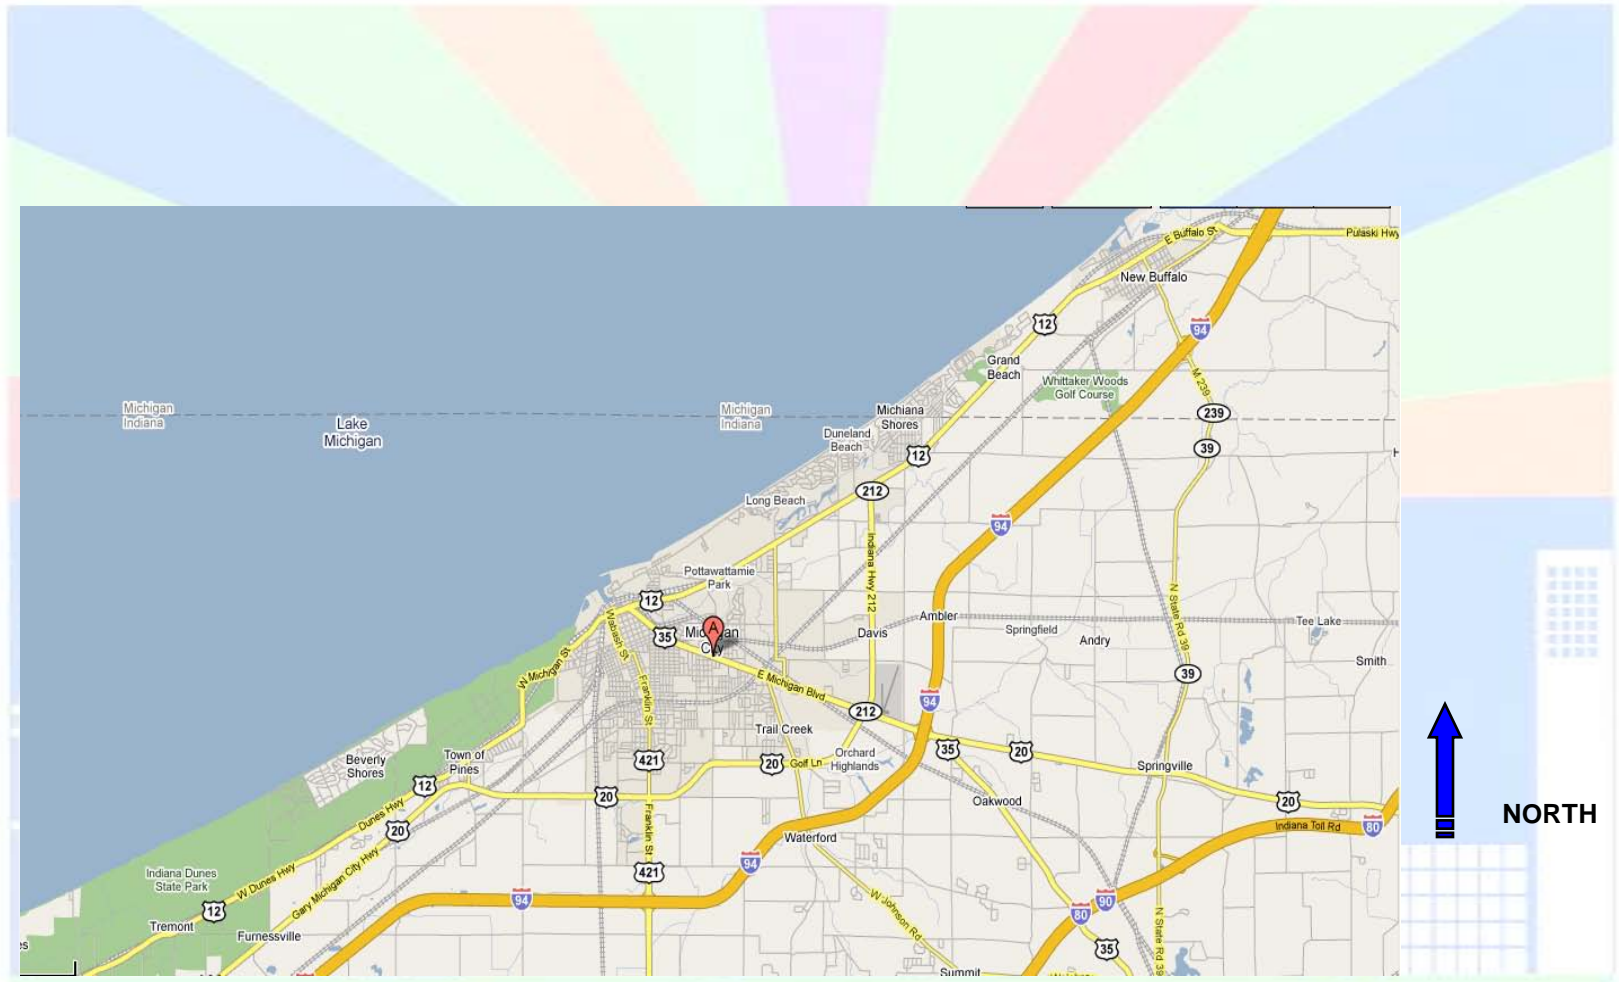 E Buffalo St
Pulaski Hwy
New Buffalo
12
94
Grand
Beach
Whittaker Woods
Golf Course
M 239
239
Michigan
Indiana
Lake
Michigan
Michigan
Indiana
Michiana
Shores
Duneland
Beach
12
39
212
Long Beach
94
Indiana Hwy 212
Pottawattamie
Park
12
N State Rd 39
Ambler
Wabash St
35
A
Michigan
City
Davis
Springfield
Andry
Tee Lake
Smith
W Michigan St
Franklin St
E Michigan Blvd
39
94
212
Trail Creek
Beverly
Shores
Town of
Pines
421
20
Golf Ln
Orchard
Highlands
35
20
Springville
12
20
Oakwood
20
NORTH
Dunes Hwy
20
Franklin St
Waterford
Indiana Toll Rd
80
94
Indiana Dunes
State Park
W Dunes Hwy
Gary Michigan City Hwy
421
94
W Johnson Rd
90
80
12
Tremont
Furnessville
N State Rd 39
35
Summit